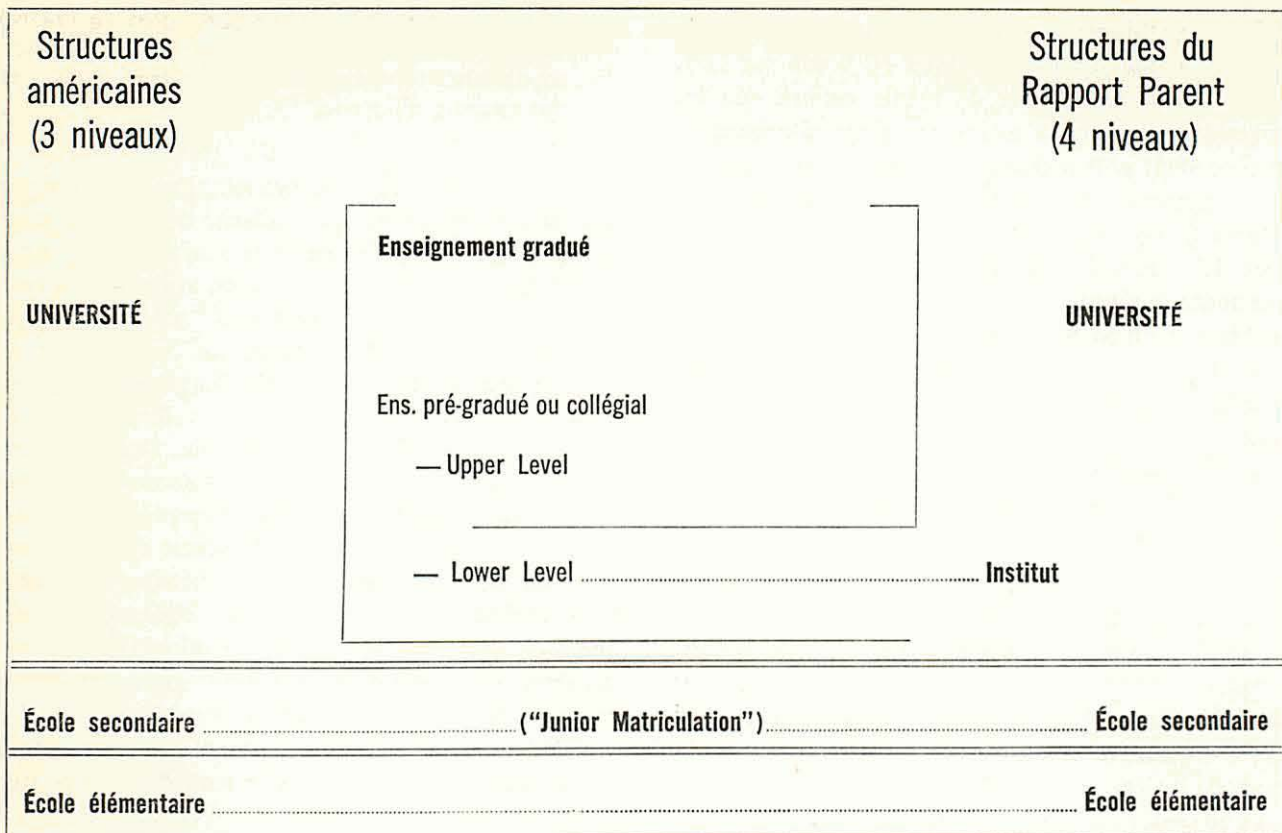 Structures
américaines
(3 niveaux)
Structures du
Rapport Parent
(4 niveaux)
Enseignement gradué
UNIVERSITÉ
UNIVERSITÉ
Ens. pré-gradué ou collégial
— Upper Level
— Lower Level ........ Institut
École secondaire ........ ("Junior Matriculation") ........ École secondaire
École élémentaire ........ École élémentaire